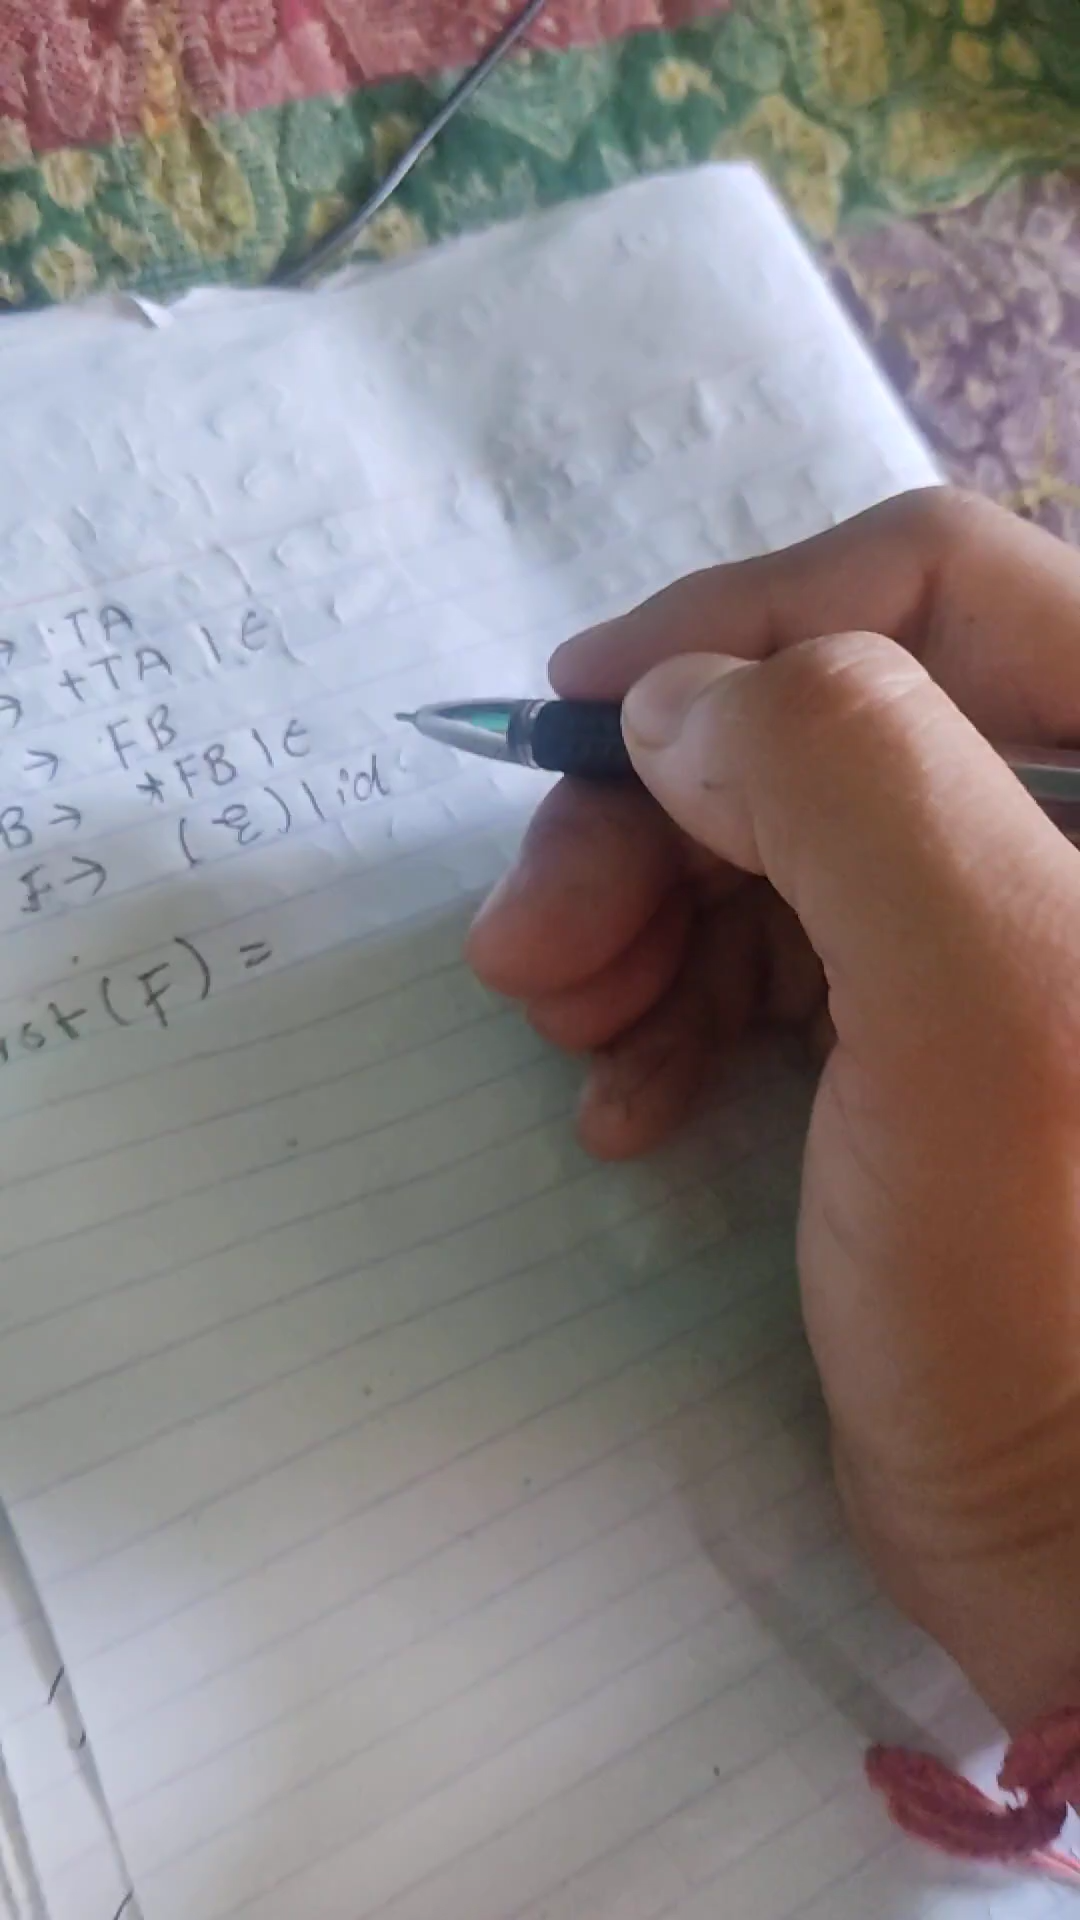 → TA
→ +TA | ϵ
→ FB
B → *FB | ϵ
F → (E) | id
st(F) =